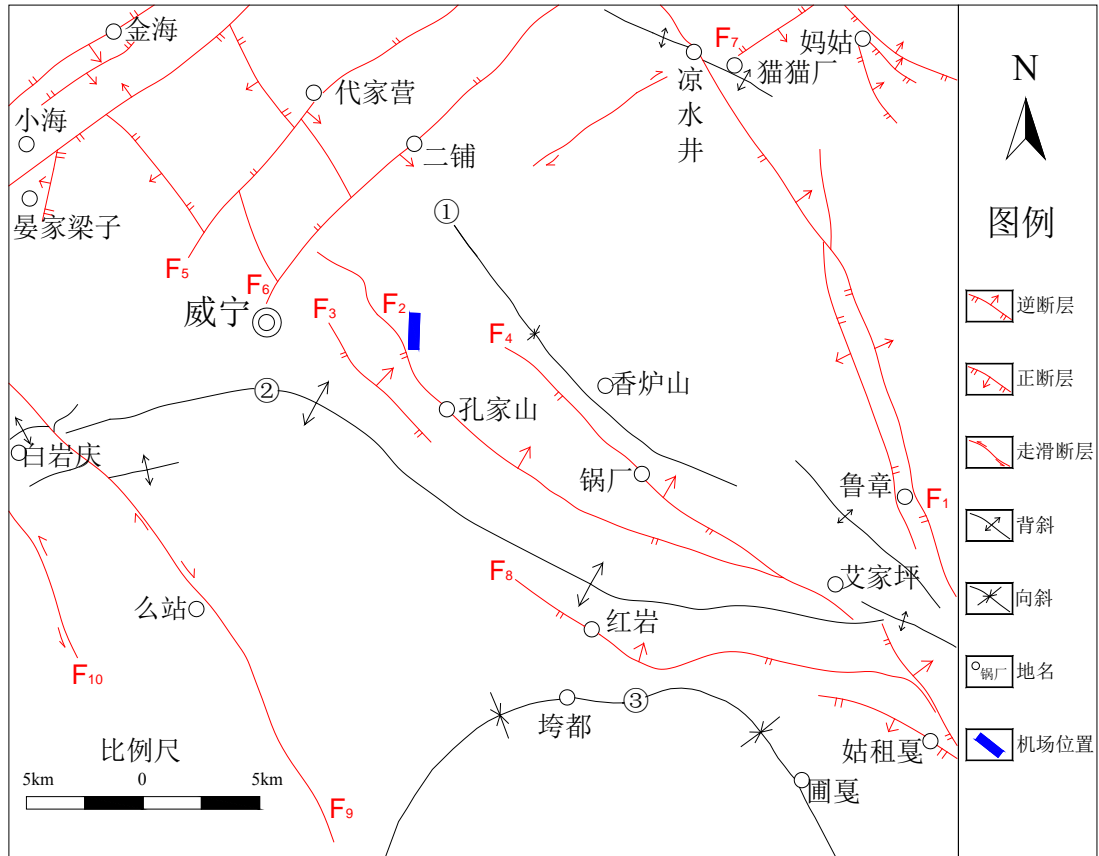 金海
F7
妈姑
猫猫厂
凉水井
代家营
小海
二铺
晏家梁子
①
F5
F6
威宁
F2
F3
F4
②
香炉山
孔家山
白岩庆
锅厂
鲁章
F1
F8
艾家坪
么站
红岩
F10
③
垮都
姑租戛
圃戛
F9
比例尺
5km 0 5km
N
图例
逆断层
正断层
走滑断层
背斜
向斜
锅厂 地名
机场位置